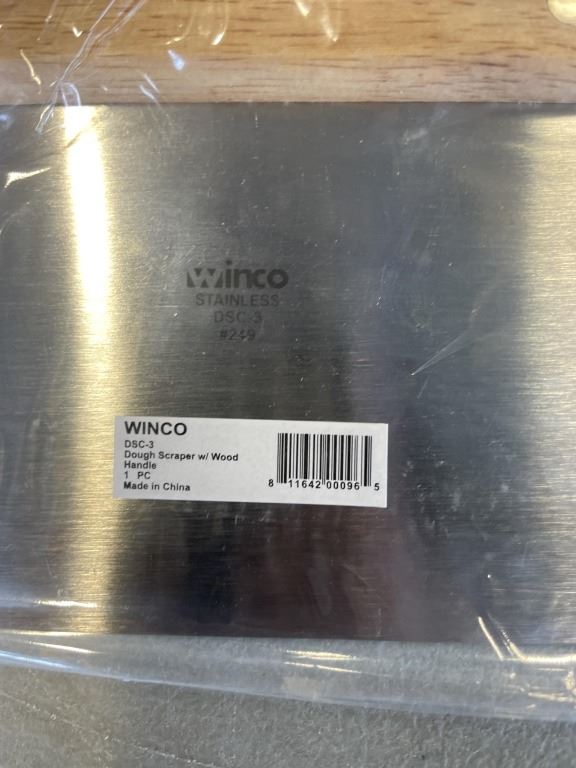 Winco
STAINLESS
DSC-3
#249
WINCO
DSC-3
Dough Scraper w/ Wood
Handle
1 PC
Made in China
8 11642 00096 5